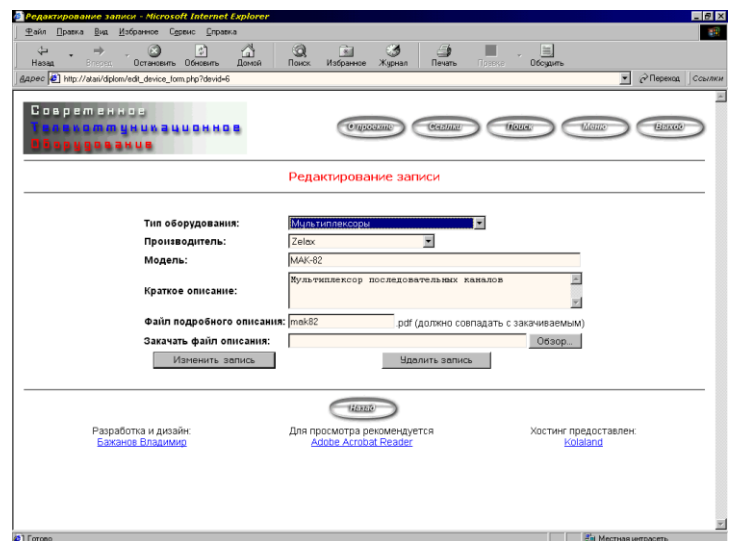 Редактирование записи - Microsoft Internet Explorer
Файл Правка Вид Избранное Сервис Справка
Назад Вперед Остановить Обновить Домой Поиск Избранное Журнал Печать Правка Обсудить
Адрес http://atasi/diplom/edit_device_form.php?devid=6 Переход Ссылки
Современное
Телекоммуникационное
Оборудование
О проекте Ссылки Поиск Меню Выход
Редактирование записи
Тип оборудования: Мультиплексоры
Производитель: Zelax
Модель: МАК-82
Краткое описание: Мультиплексор последовательных каналов
Файл подробного описания: mak82 .pdf (должно совпадать с закачиваемым)
Закачать файл описания: Обзор...
Изменить запись Удалить запись
Назад
Разработка и дизайн: Для просмотра рекомендуется Хостинг предоставлен:
Бажанов Владимир Adobe Acrobat Reader Kolaland
Готово Местная интрасеть